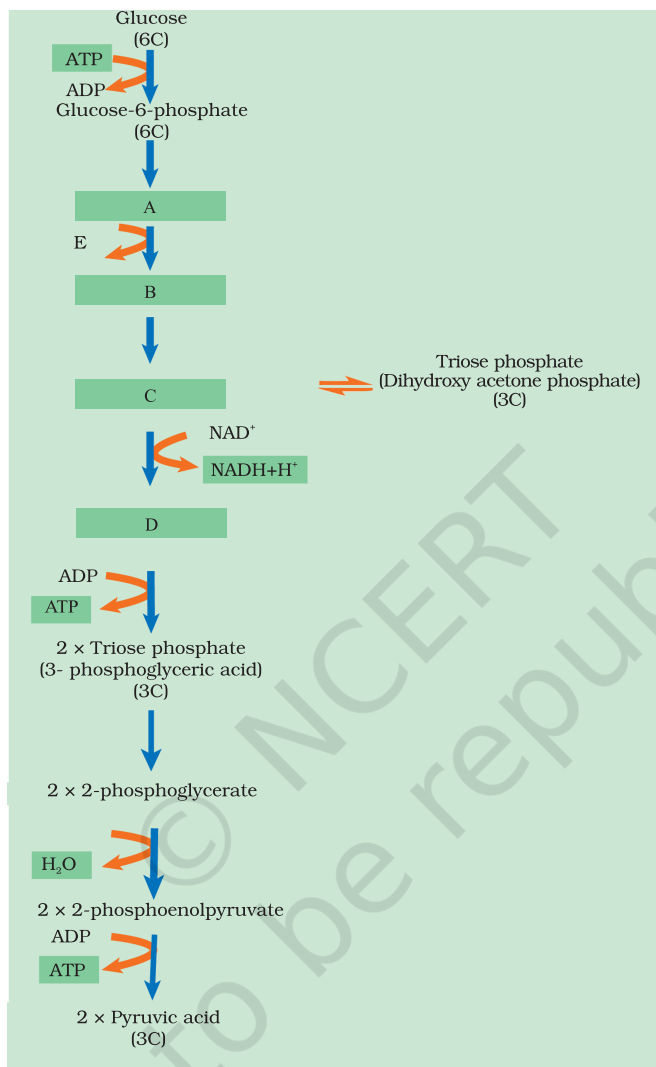 Glucose
(6C)
ATP
ADP
Glucose-6-phosphate
(6C)
A
E
B
Triose phosphate
(Dihydroxy acetone phosphate)
(3C)
C
NAD⁺
NADH+H⁺
D
ADP
ATP
2 × Triose phosphate
(3- phosphoglyceric acid)
(3C)
2 × 2-phosphoglycerate
H₂O
2 × 2-phosphoenolpyruvate
ADP
ATP
2 × Pyruvic acid
(3C)
© NCERT
to be republ